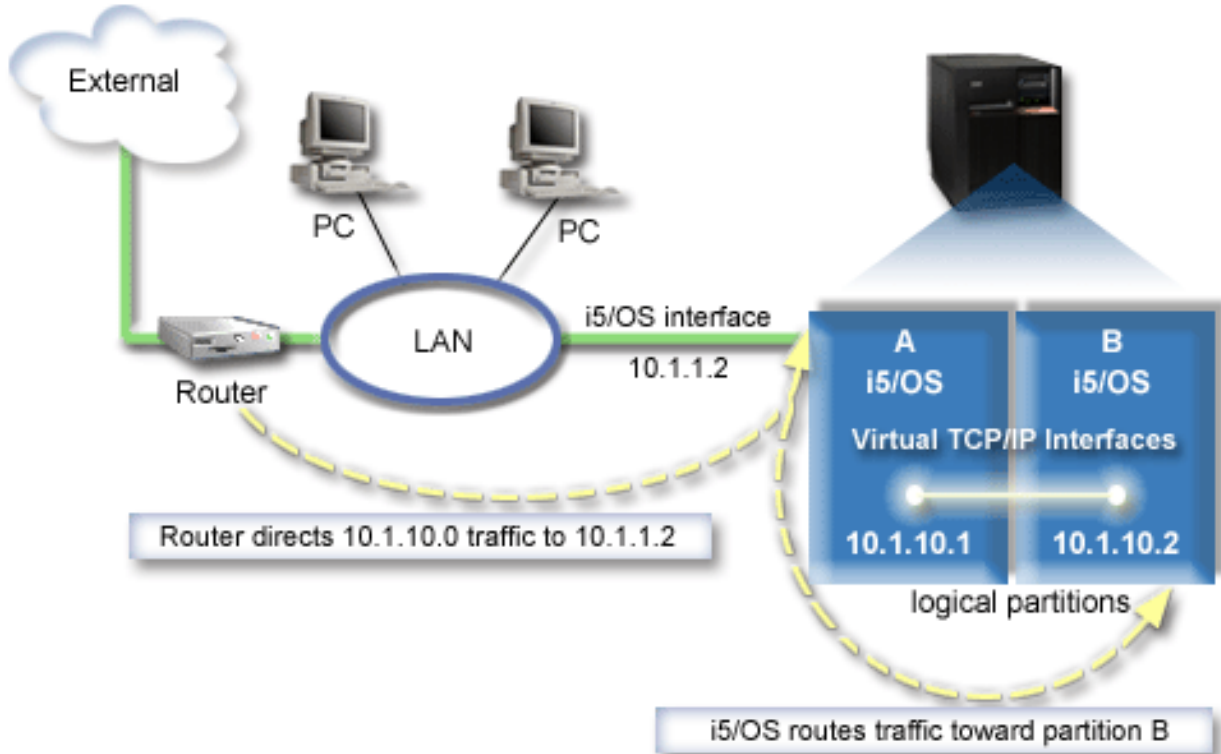 External
PC
PC
Router
LAN
i5/OS interface
10.1.1.2
Router directs 10.1.10.0 traffic to 10.1.1.2
A
i5/OS
B
i5/OS
Virtual TCP/IP Interfaces
10.1.10.1
10.1.10.2
logical partitions
i5/OS routes traffic toward partition B